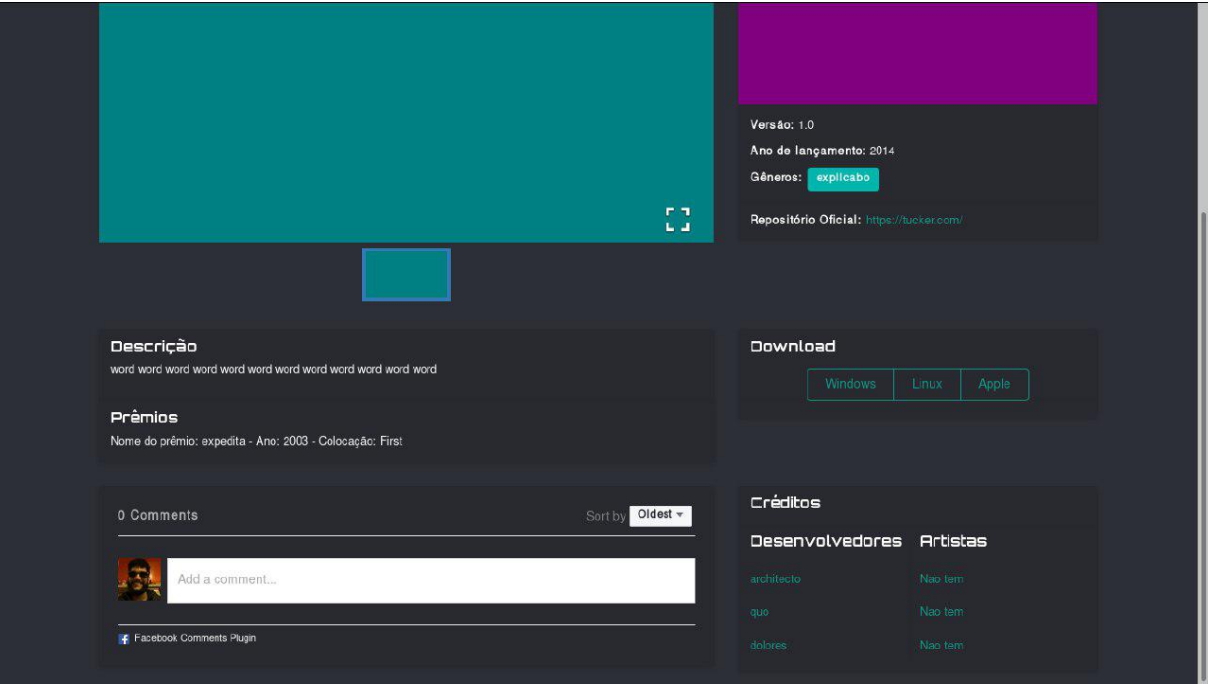 Versão: 1.0
Ano de lançamento: 2014
Gêneros: explicabo
Repositório Oficial: https://tucker.com/
Descrição
word word word word word word word word word word word word
Prêmios
Nome do prêmio: expedita - Ano: 2003 - Colocação: First
Download
Windows Linux Apple
0 Comments Sort by Oldest
Add a comment...
Facebook Comments Plugin
Créditos
Desenvolvedores Artistas
architecto Nao tem
quo Nao tem
dolores Nao tem